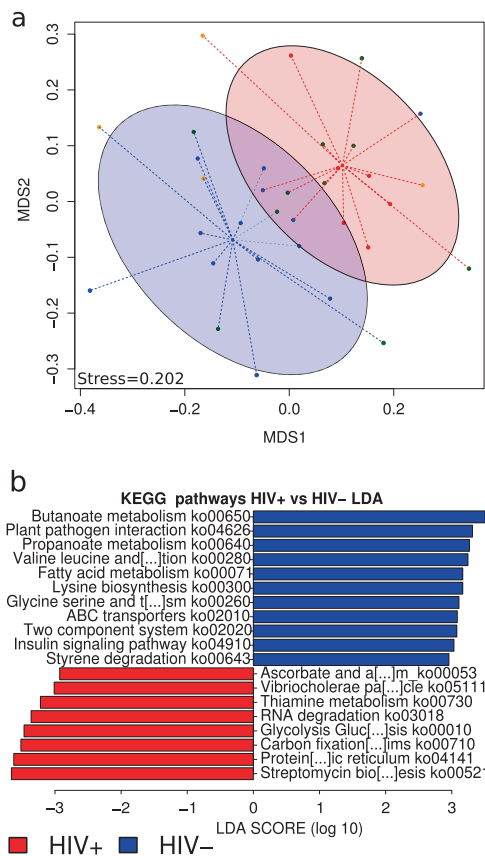 a
0.3
0.2
0.1
0.0
−0.1
−0.2
−0.3
MDS2
Stress=0.202
−0.4
−0.2
0.0
0.2
MDS1
b
KEGG pathways HIV+ vs HIV− LDA
Butanoate metabolism ko00650
Plant pathogen interaction ko04626
Propanoate metabolism ko00640
Valine leucine and[...]tion ko00280
Fatty acid metabolism ko00071
Lysine biosynthesis ko00300
Glycine serine and t[...]sm ko00260
ABC transporters ko02010
Two component system ko02020
Insulin signaling pathway ko04910
Styrene degradation ko00643
Ascorbate and a[...]m_ko00053
Vibriocholerae pa[...]cle ko05111
Thiamine metabolism ko00730
RNA degradation ko03018
Glycolysis Gluc[...]sis ko00010
Carbon fixation[...]ims ko00710
Protein[...]ic reticulum ko04141
Streptomycin bio[...]esis ko0052
−3
−2
−1
0
1
2
3
LDA SCORE (log 10)
HIV+
HIV−